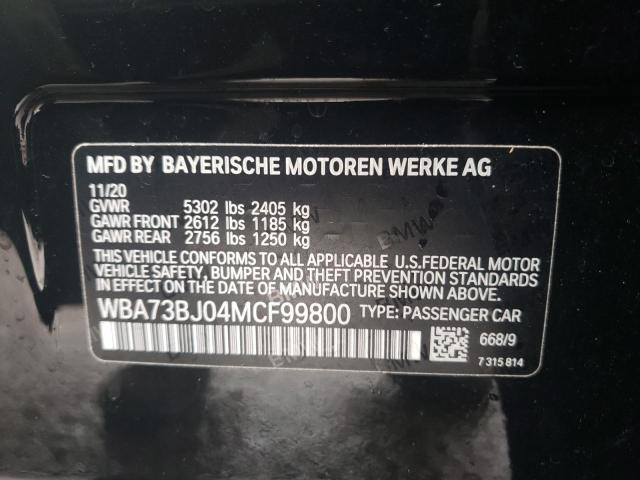 MFD BY BAYERISCHE MOTOREN WERKE AG
11/20
GVWR 5302 lbs 2405 kg
GAWR FRONT 2612 lbs 1185 kg
GAWR REAR 2756 lbs 1250 kg
THIS VEHICLE CONFORMS TO ALL APPLICABLE U.S.FEDERAL MOTOR
VEHICLE SAFETY, BUMPER AND THEFT PREVENTION STANDARDS
IN EFFECT ON THE DATE OF MANUFACTURE SHOWN ABOVE.
WBA73BJ04MCF99800 TYPE: PASSENGER CAR
668/9
7 315 814